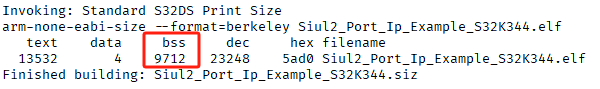 Invoking: Standard S32DS Print Size
arm-none-eabi-size --format=berkeley Siul2_Port_Ip_Example_S32K344.elf
text data bss dec hex filename
13532 4 9712 23248 5ad0 Siul2_Port_Ip_Example_S32K344.elf
Finished building: Siul2_Port_Ip_Example_S32K344.siz